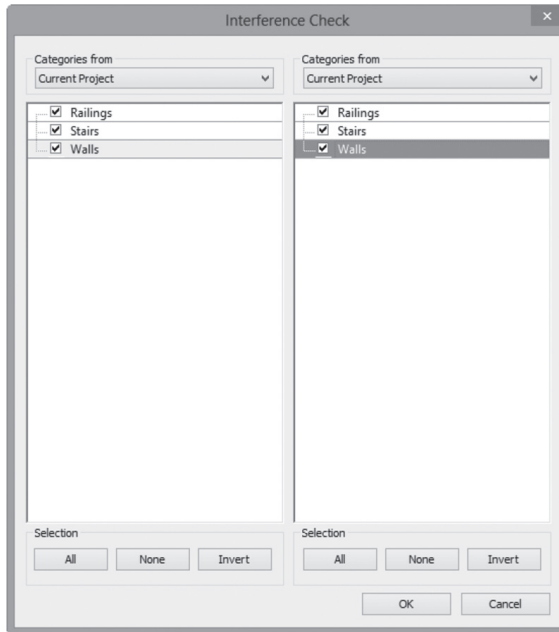 Interference Check
Categories from
Current Project
Railings
Stairs
Walls
Selection
All None Invert
Categories from
Current Project
Railings
Stairs
Walls
Selection
All None Invert
OK Cancel